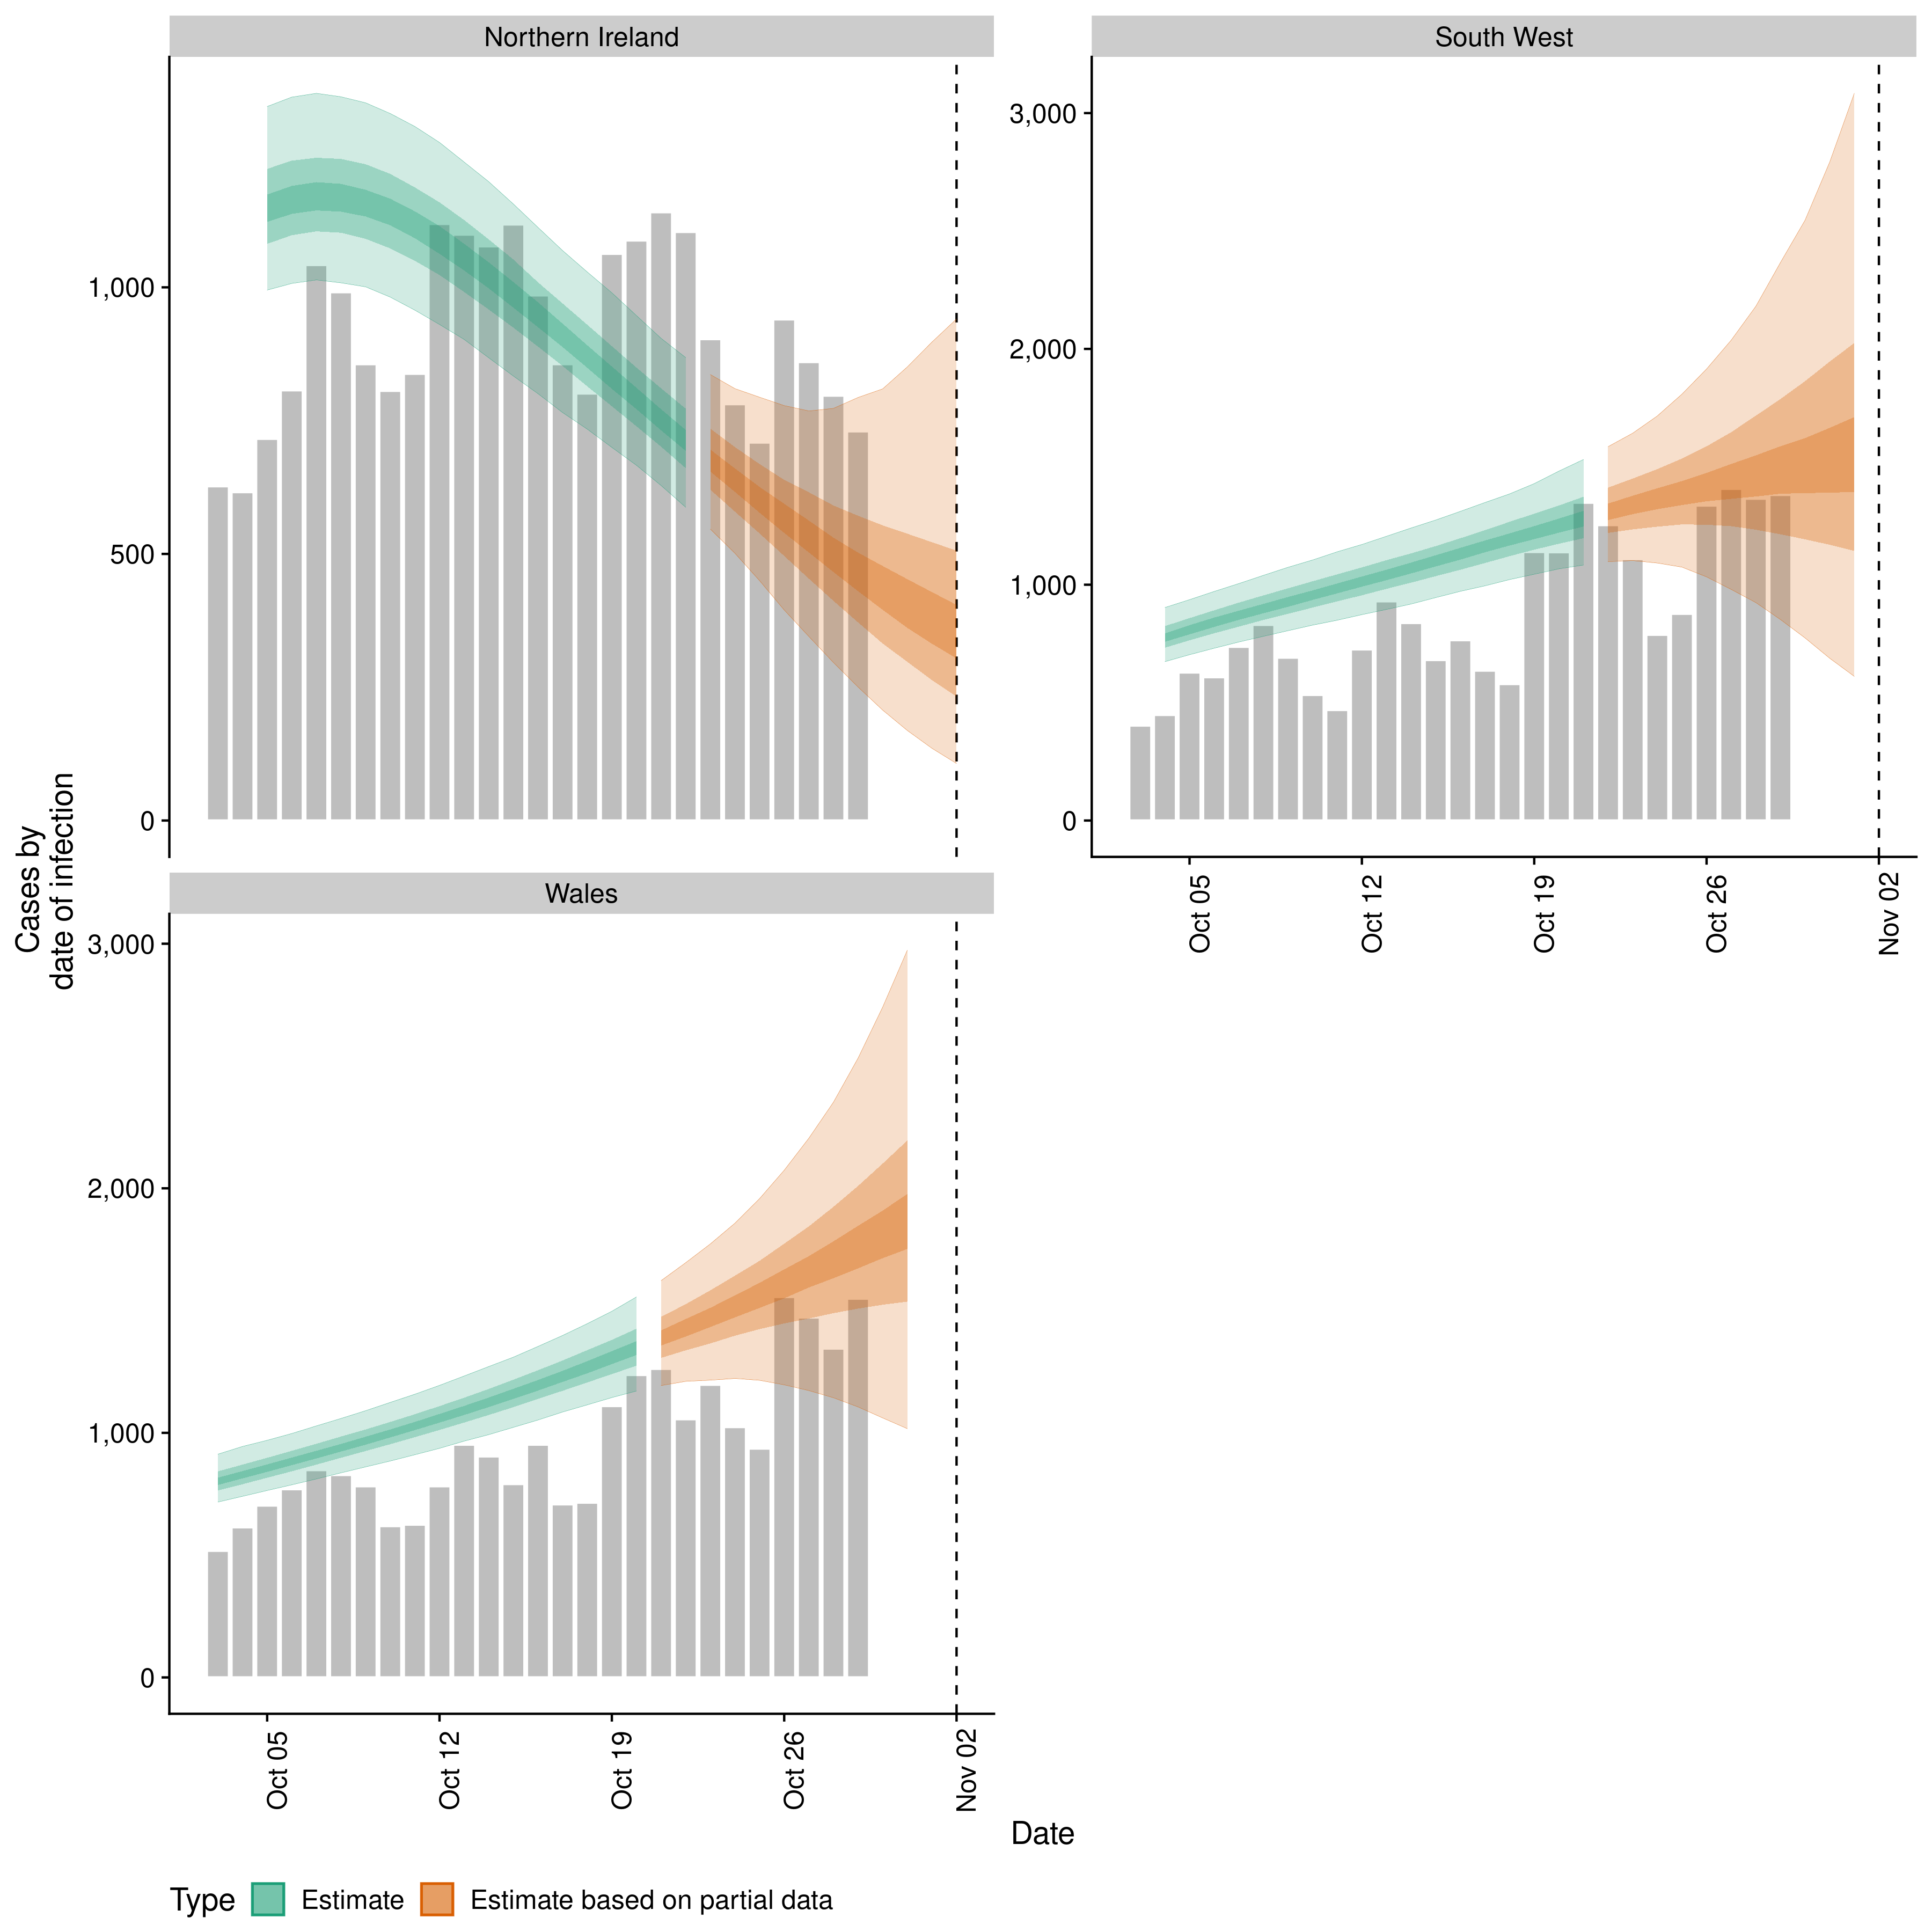 Northern Ireland
South West
1,000
500
0
3,000
2,000
1,000
0
Oct 05
Oct 12
Oct 19
Oct 26
Nov 02
Wales
3,000
2,000
1,000
0
Oct 05
Oct 12
Oct 19
Oct 26
Nov 02
Cases by
date of infection
Date
Type Estimate Estimate based on partial data